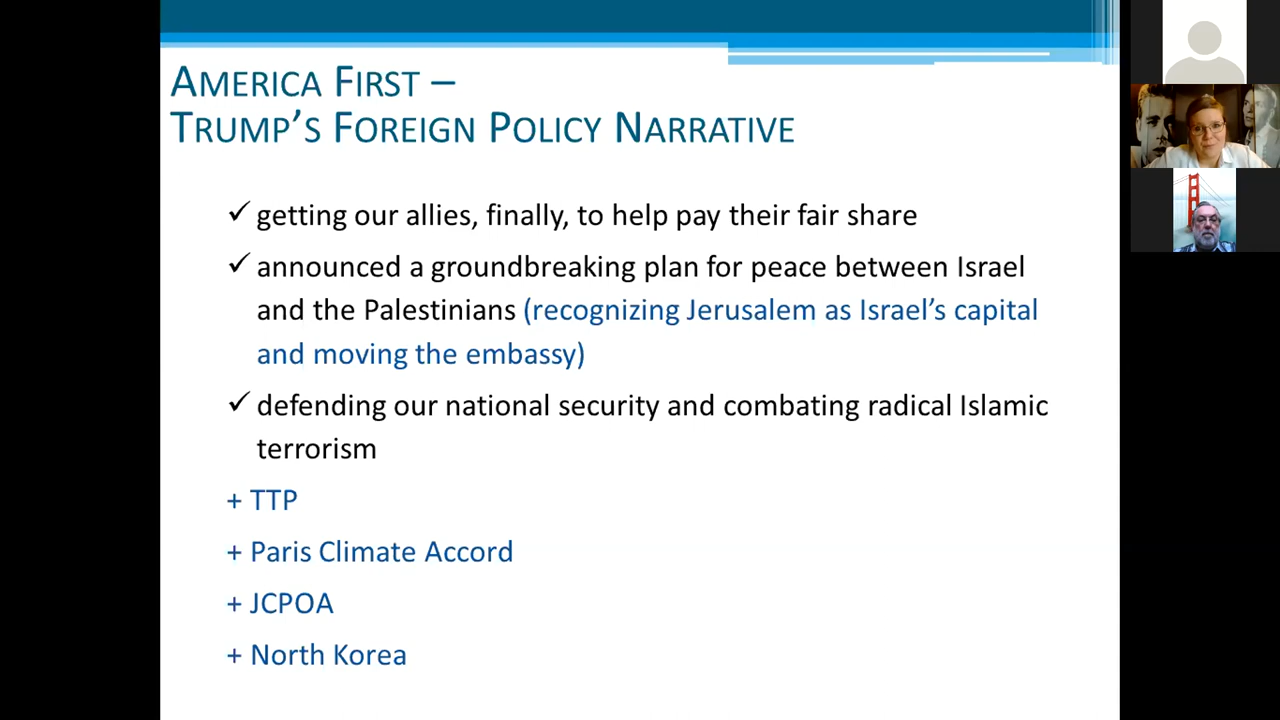 AMERICA FIRST –
TRUMP'S FOREIGN POLICY NARRATIVE
✓ getting our allies, finally, to help pay their fair share
✓ announced a groundbreaking plan for peace between Israel
and the Palestinians (recognizing Jerusalem as Israel's capital
and moving the embassy)
✓ defending our national security and combating radical Islamic
terrorism
+ TTP
+ Paris Climate Accord
+ JCPOA
+ North Korea